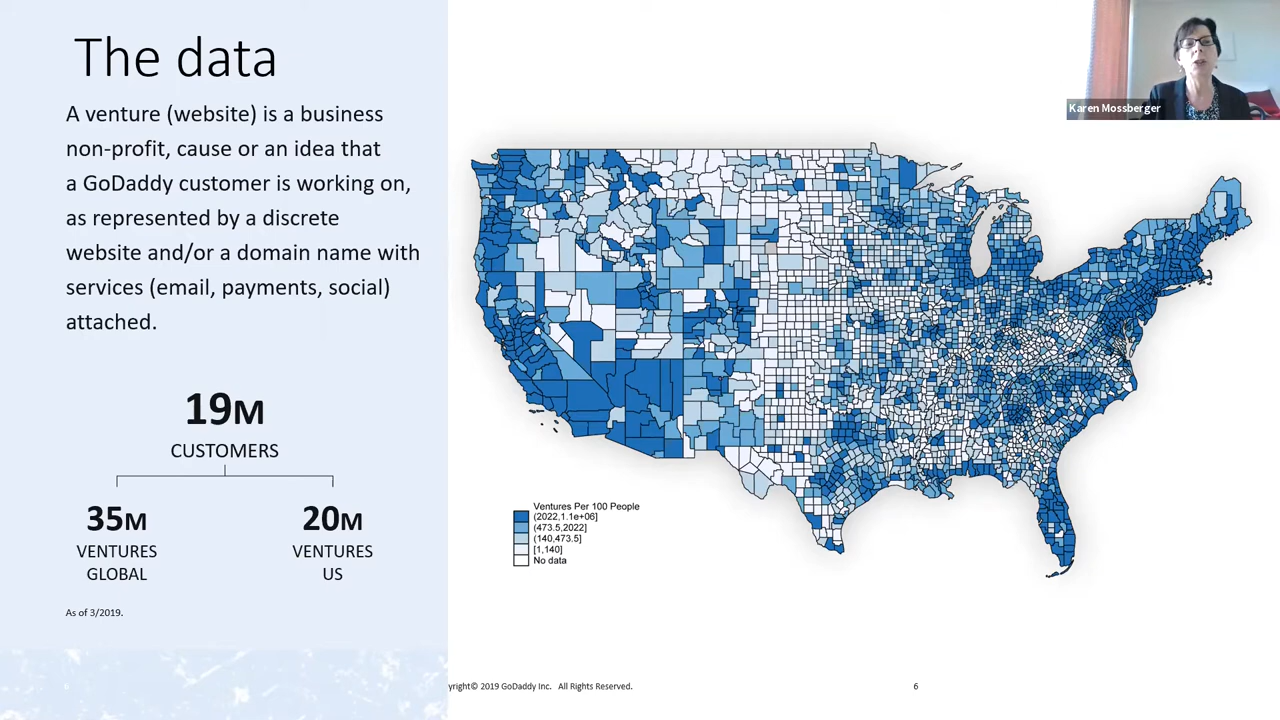 The data
A venture (website) is a business
non-profit, cause or an idea that
a GoDaddy customer is working on,
as represented by a discrete
website and/or a domain name with
services (email, payments, social)
attached.
19M
CUSTOMERS
35M
VENTURES
GLOBAL
20M
VENTURES
US
As of 3/2019.
Karen Mossberger
Ventures Per 100 People
(2022,1.1e+06]
(473.5,2022]
(140,473.5]
[1,140]
No data
yright© 2019 GoDaddy Inc. All Rights Reserved.
6